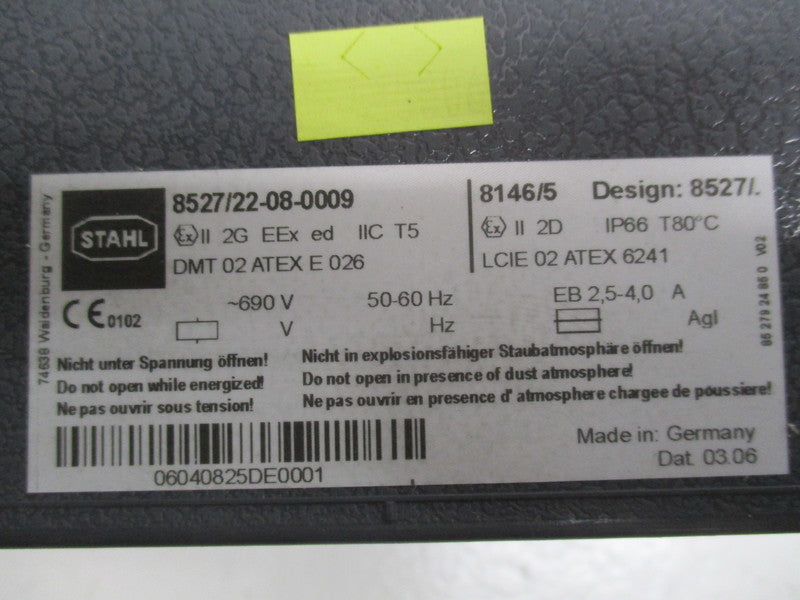 STAHL
8527/22-08-0009
Ex II 2G EEx ed IIC T5
DMT 02 ATEX E 026
8146/5 Design: 8527/.
Ex II 2D IP66 T80°C
LCIE 02 ATEX 6241
74638 Waldenburg - Germany
CE 0102
~690 V 50-60 Hz EB 2,5-4,0 A
V Hz Agl
Nicht unter Spannung öffnen!
Do not open while energized!
Ne pas ouvrir sous tension!
Nicht in explosionsfähiger Staubatmosphäre öffnen!
Do not open in presence of dust atmosphere!
Ne pas ouvrir en presence d' atmosphere chargee de poussiere!
06040825DE0001
Made in: Germany
Dat. 03.06
85 279 24 86 0 V02